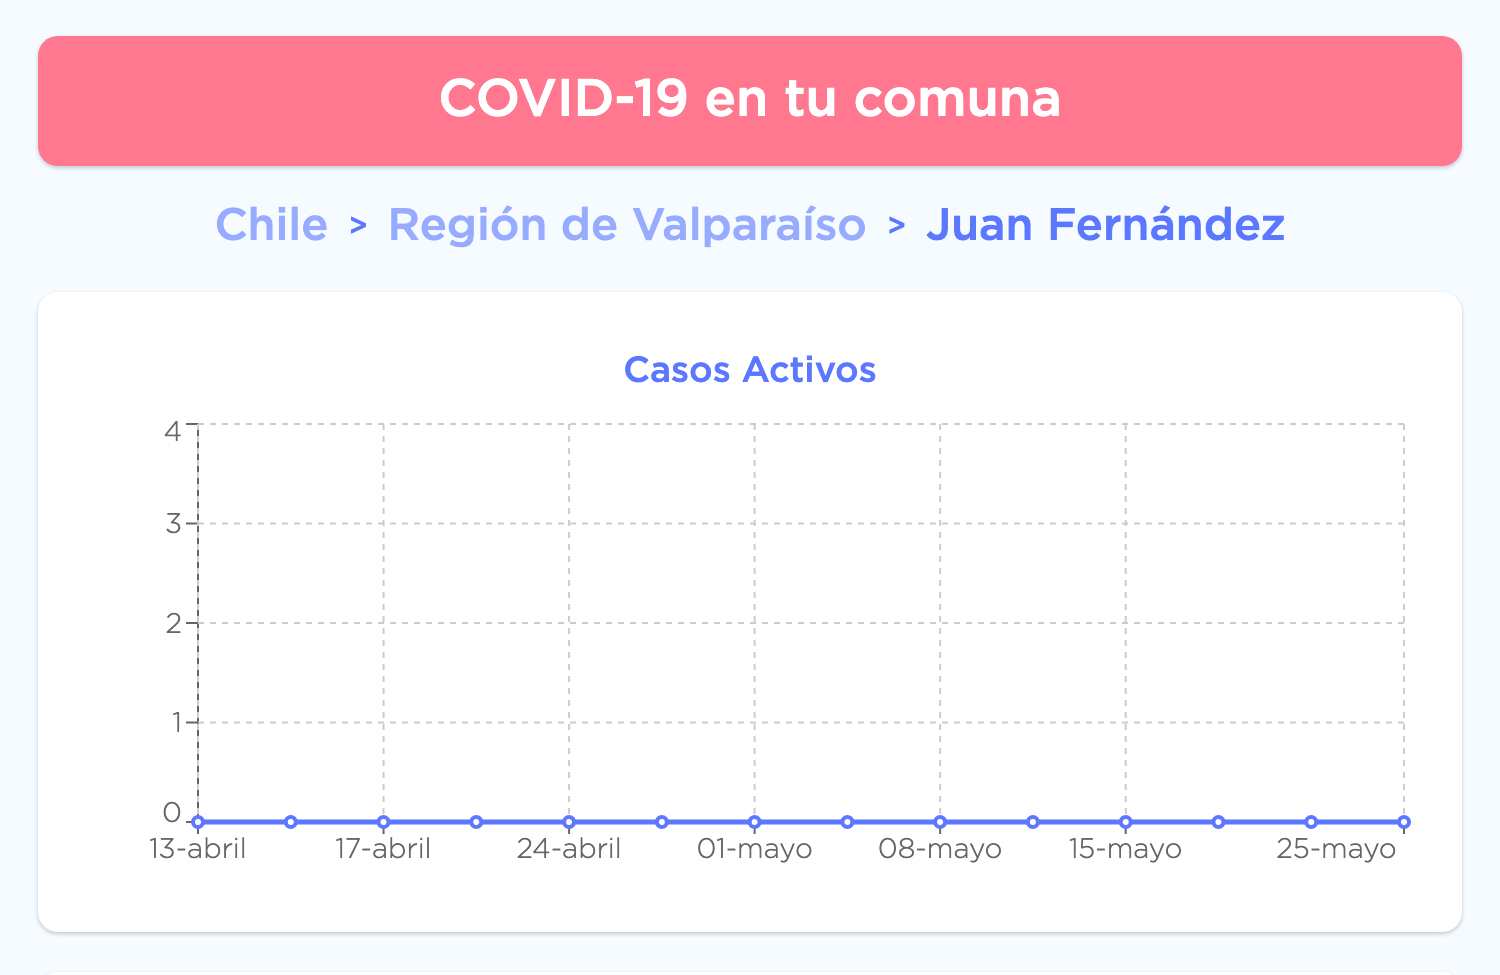 COVID-19 en tu comuna
Chile > Región de Valparaíso > Juan Fernández
Casos Activos
4
3
2
1
0
13-abril 17-abril 24-abril 01-mayo 08-mayo 15-mayo 25-mayo